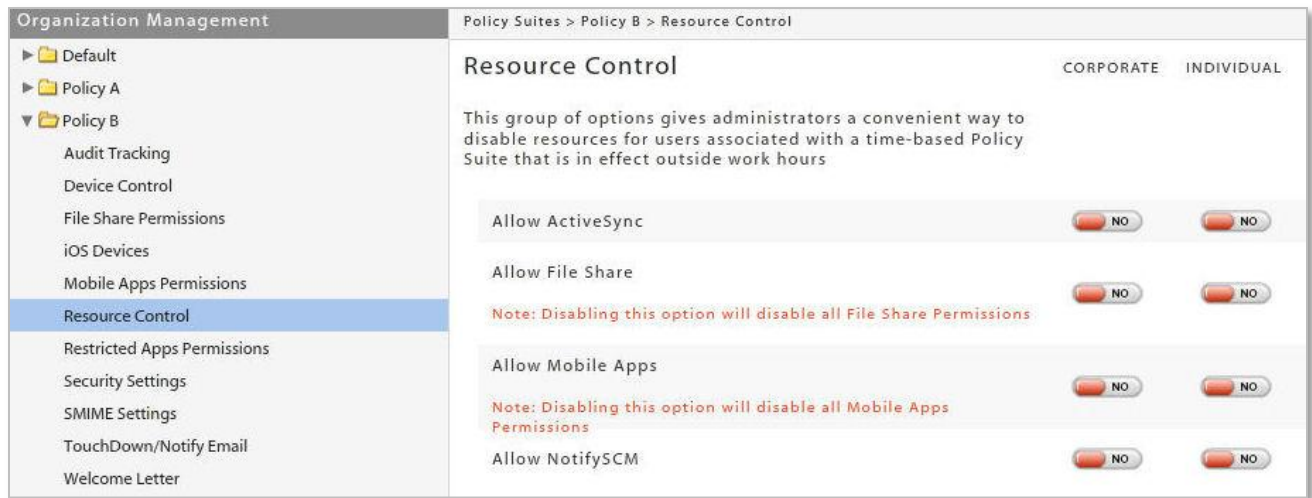 Organization Management
Default
Policy A
Policy B
Audit Tracking
Device Control
File Share Permissions
iOS Devices
Mobile Apps Permissions
Resource Control
Restricted Apps Permissions
Security Settings
SMIME Settings
TouchDown/Notify Email
Welcome Letter
Policy Suites > Policy B > Resource Control
Resource Control CORPORATE INDIVIDUAL
This group of options gives administrators a convenient way to
disable resources for users associated with a time-based Policy
Suite that is in effect outside work hours
Allow ActiveSync NO NO
Allow File Share
NO NO
Note: Disabling this option will disable all File Share Permissions
Allow Mobile Apps
NO NO
Note: Disabling this option will disable all Mobile Apps
Permissions
Allow NotifySCM NO NO